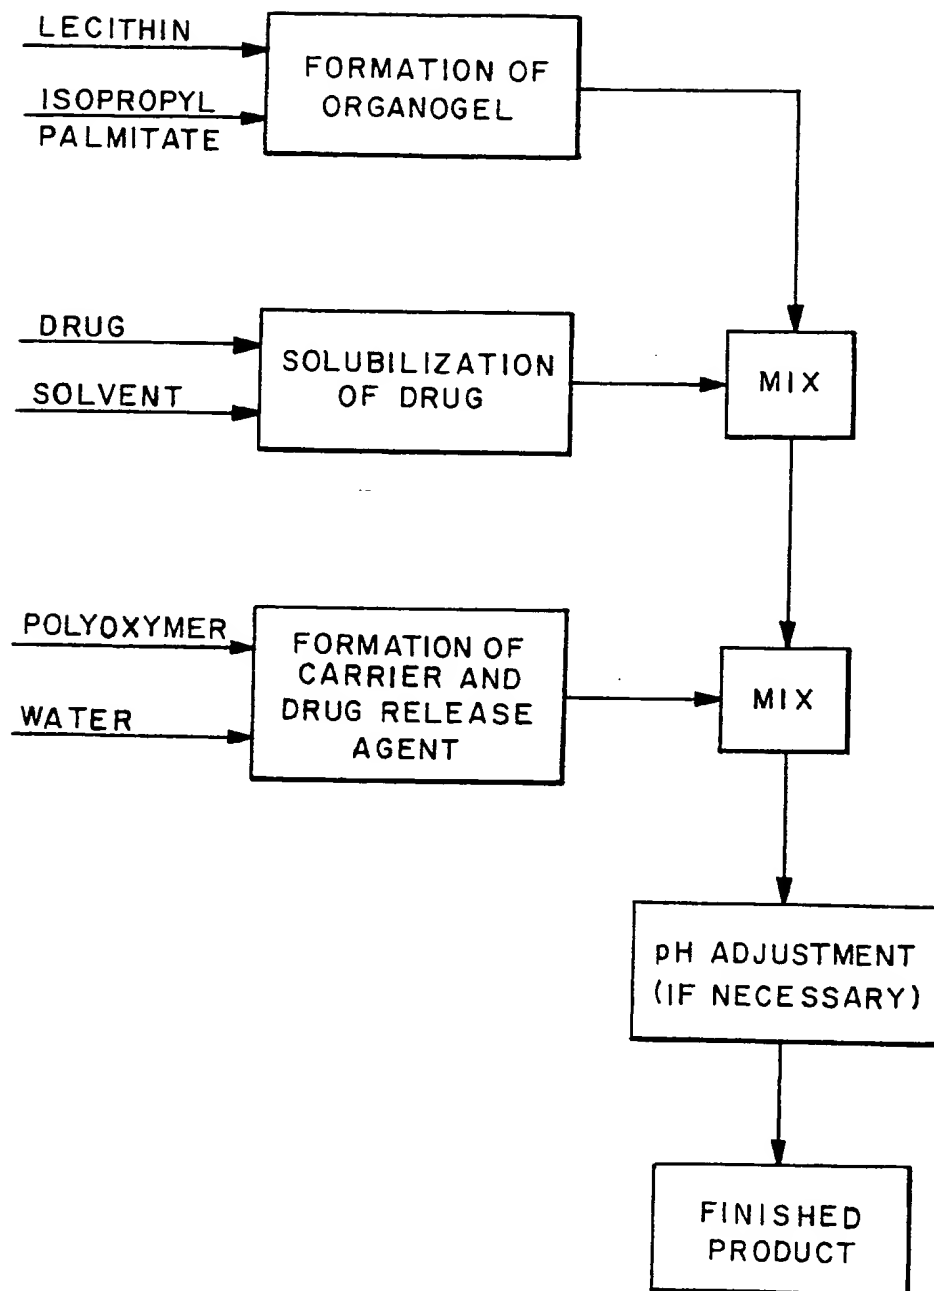 LECITHIN
ISOPROPYL
PALMITATE
FORMATION OF
ORGANOGEL
DRUG
SOLVENT
SOLUBILIZATION
OF DRUG
MIX
POLYOXYMER
WATER
FORMATION OF
CARRIER AND
DRUG RELEASE
AGENT
MIX
pH ADJUSTMENT
(IF NECESSARY)
FINISHED
PRODUCT